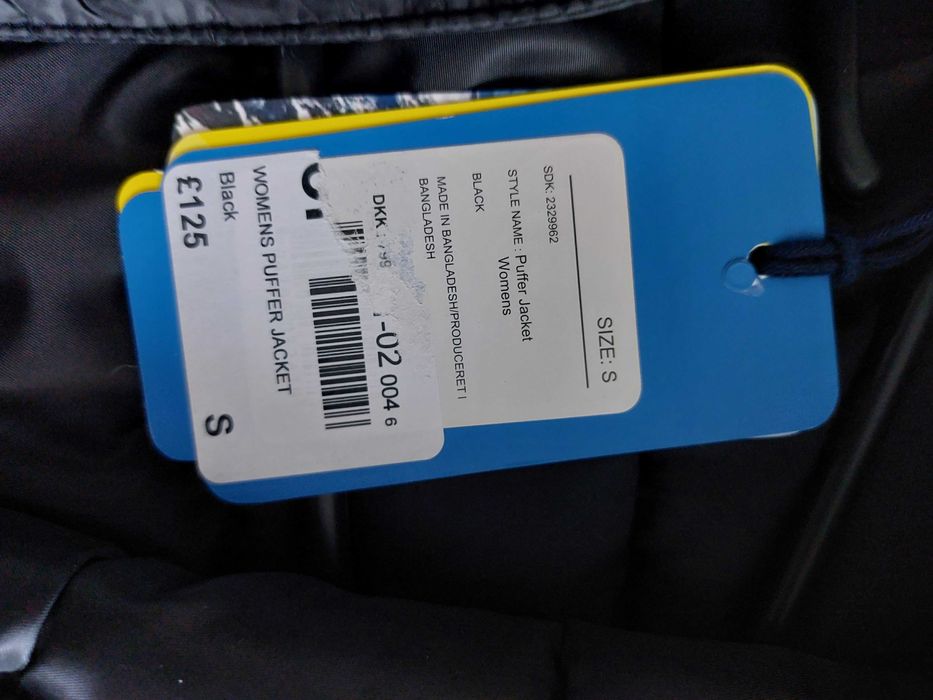 SIZE: S
SDK: 2329962
STYLE NAME : Puffer Jacket
Womens
BLACK
MADE IN BANGLADESH/PRODUCERET I
BANGLADESH
DKK
-02 004 6
WOMENS PUFFER JACKET
Black
£125
S